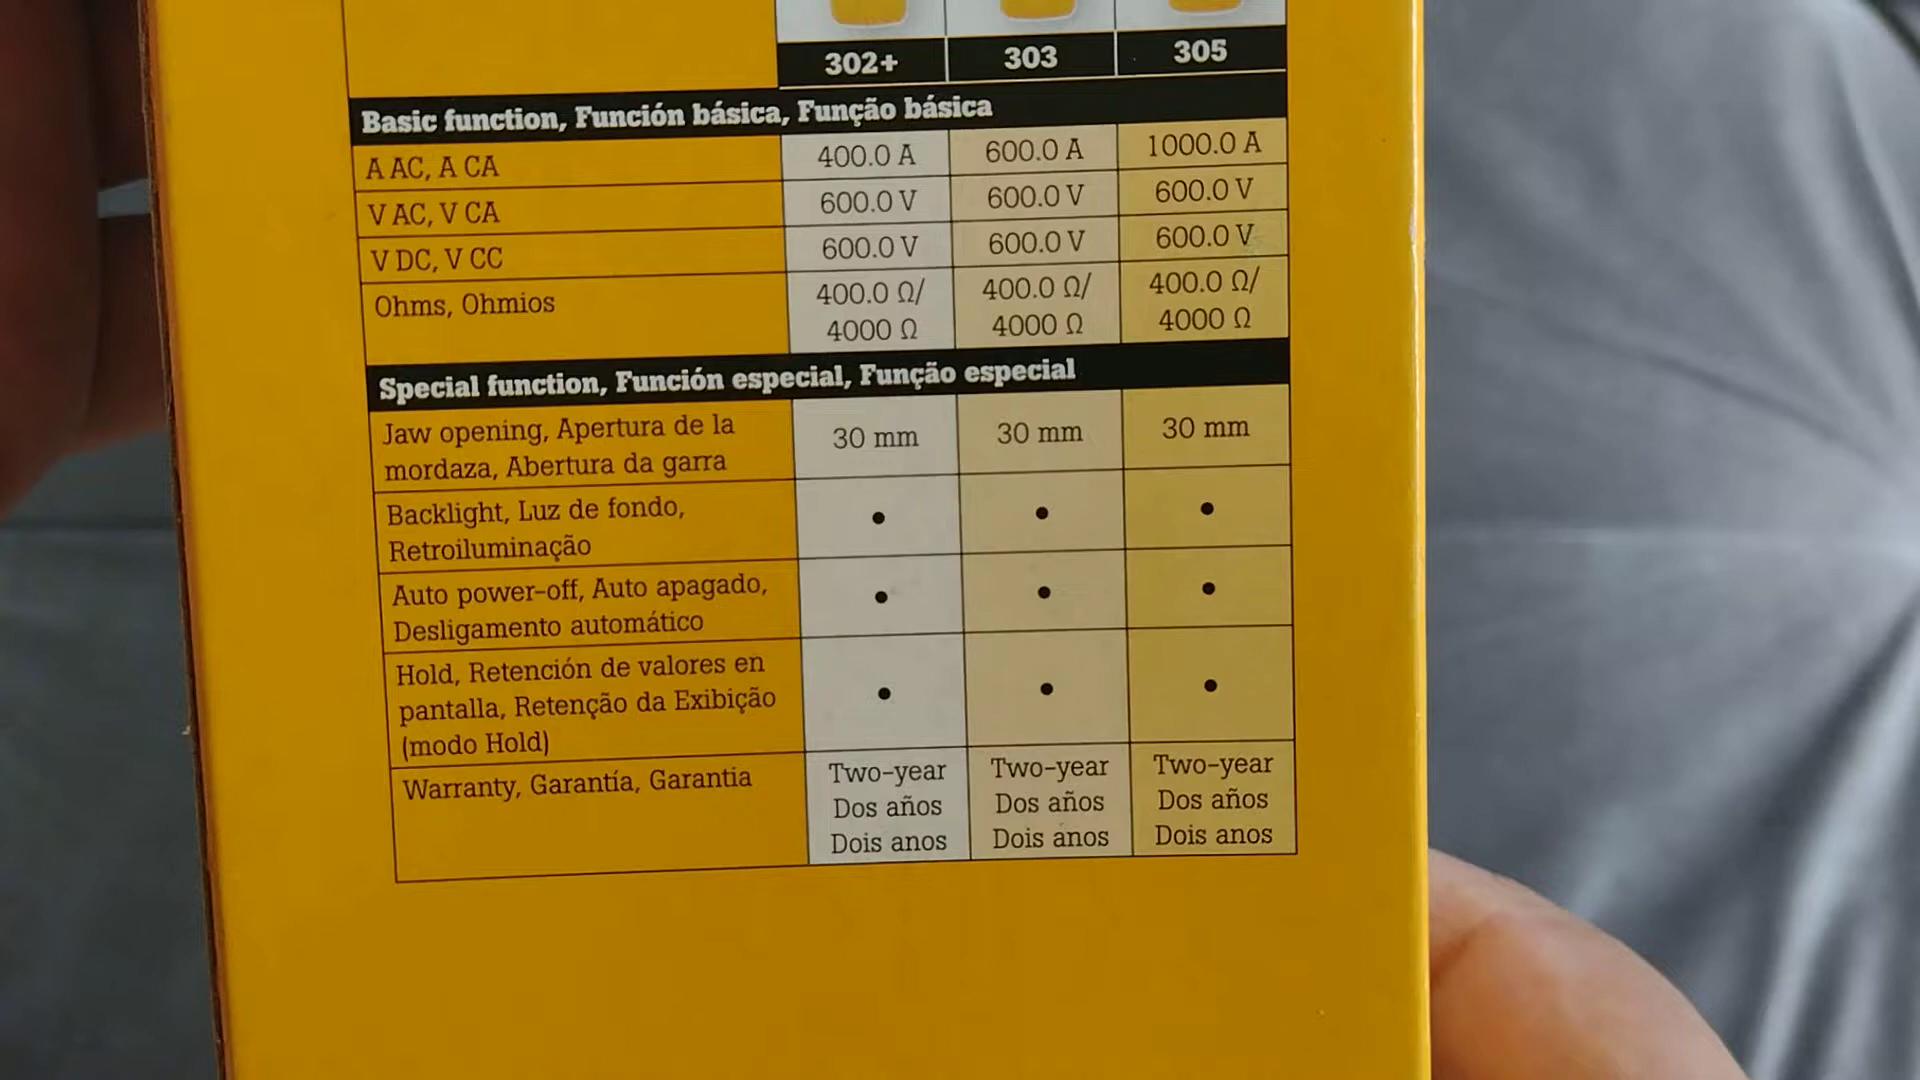 302+ 303 305
Basic function, Función básica, Função básica
A AC, A CA 400.0 A 600.0 A 1000.0 A
V AC, V CA 600.0 V 600.0 V 600.0 V
V DC, V CC 600.0 V 600.0 V 600.0 V
Ohms, Ohmios 400.0 Ω/ 400.0 Ω/ 400.0 Ω/
4000 Ω 4000 Ω 4000 Ω
Special function, Función especial, Função especial
Jaw opening, Apertura de la 30 mm 30 mm 30 mm
mordaza, Abertura da garra
Backlight, Luz de fondo, • • •
Retroiluminação
Auto power-off, Auto apagado, • • •
Desligamento automático
Hold, Retención de valores en
pantalla, Retenção da Exibição • • •
(modo Hold)
Warranty, Garantía, Garantia Two-year Two-year Two-year
Dos años Dos años Dos años
Dois anos Dois anos Dois anos